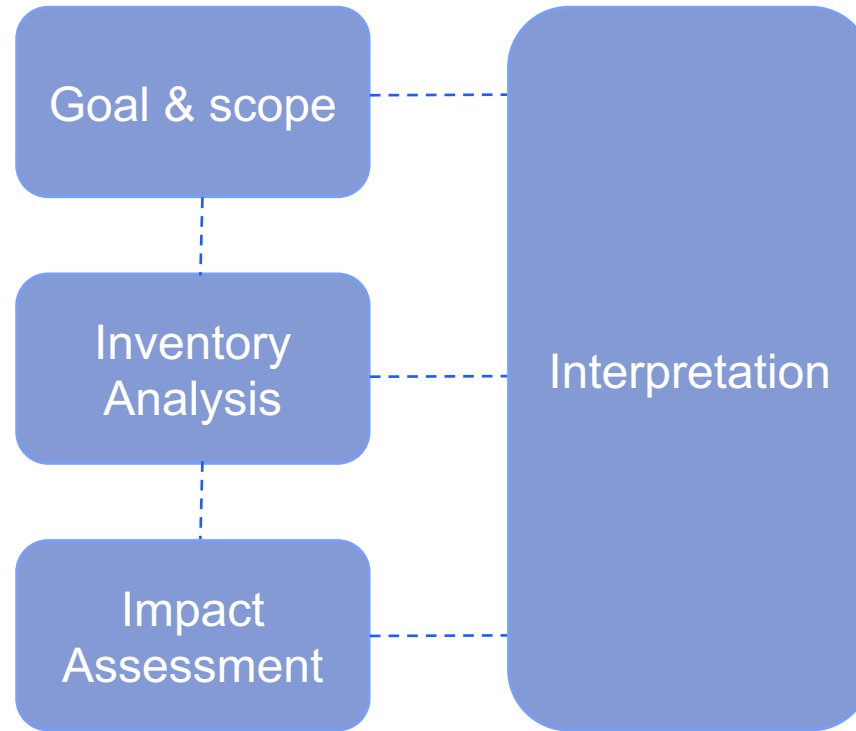 Goal & scope
Inventory
Analysis
Impact
Assessment
Interpretation